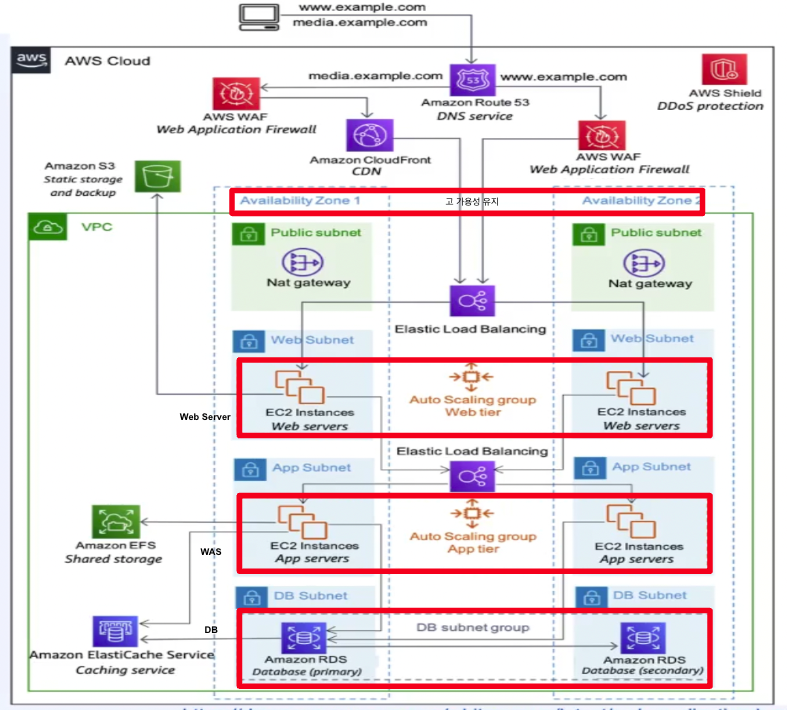 www.example.com
media.example.com
aws
AWS Cloud
media.example.com
53
www.example.com
Amazon Route 53
DNS service
AWS Shield
DDoS protection
AWS WAF
Web Application Firewall
Amazon CloudFront
CDN
AWS WAF
Web Application Firewall
Amazon S3
Static storage
and backup
Availability Zone 1
고 가용성 유지
Availability Zone 2
VPC
Public subnet
Nat gateway
Public subnet
Nat gateway
Elastic Load Balancing
Web Subnet
Web Subnet
Web Server
EC2 Instances
Web servers
Auto Scaling group
Web tier
EC2 Instances
Web servers
Elastic Load Balancing
App Subnet
App Subnet
Amazon EFS
Shared storage
WAS
EC2 Instances
App servers
Auto Scaling group
App tier
EC2 Instances
App servers
DB Subnet
DB Subnet
DB
DB subnet group
Amazon ElastiCache Service
Caching service
Amazon RDS
Database (primary)
Amazon RDS
Database (secondary)